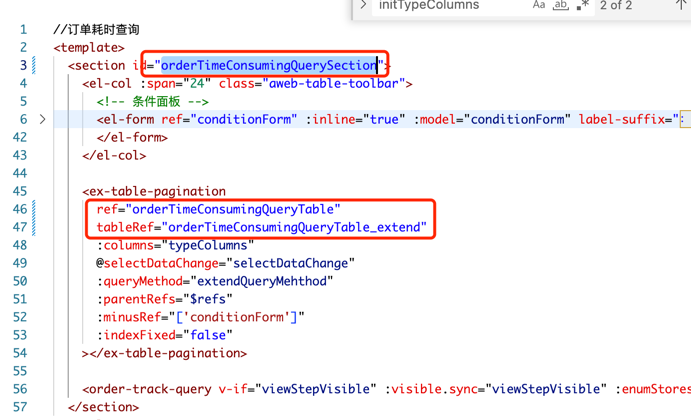 initTypeColumns Aa ab .* 2 of 2
1 //订单耗时查询
2 <template>
3 <section id="orderTimeConsumingQuerySection">
4 <el-col :span="24" class="aweb-table-toolbar">
5 <!-- 条件面板 -->
6 <el-form ref="conditionForm" :inline="true" :model="conditionForm" label-suffix=":
42 </el-form>
43 </el-col>
44
45 <ex-table-pagination
46 ref="orderTimeConsumingQueryTable"
47 tableRef="orderTimeConsumingQueryTable_extend"
48 :columns="typeColumns"
49 @selectDataChange="selectDataChange"
50 :queryMethod="extendQueryMehthod"
51 :parentRefs="$refs"
52 :minusRef="['conditionForm']"
53 :indexFixed="false"
54 ></ex-table-pagination>
55
56 <order-track-query v-if="viewStepVisible" :visible.sync="viewStepVisible" :enumStores
57 </section>